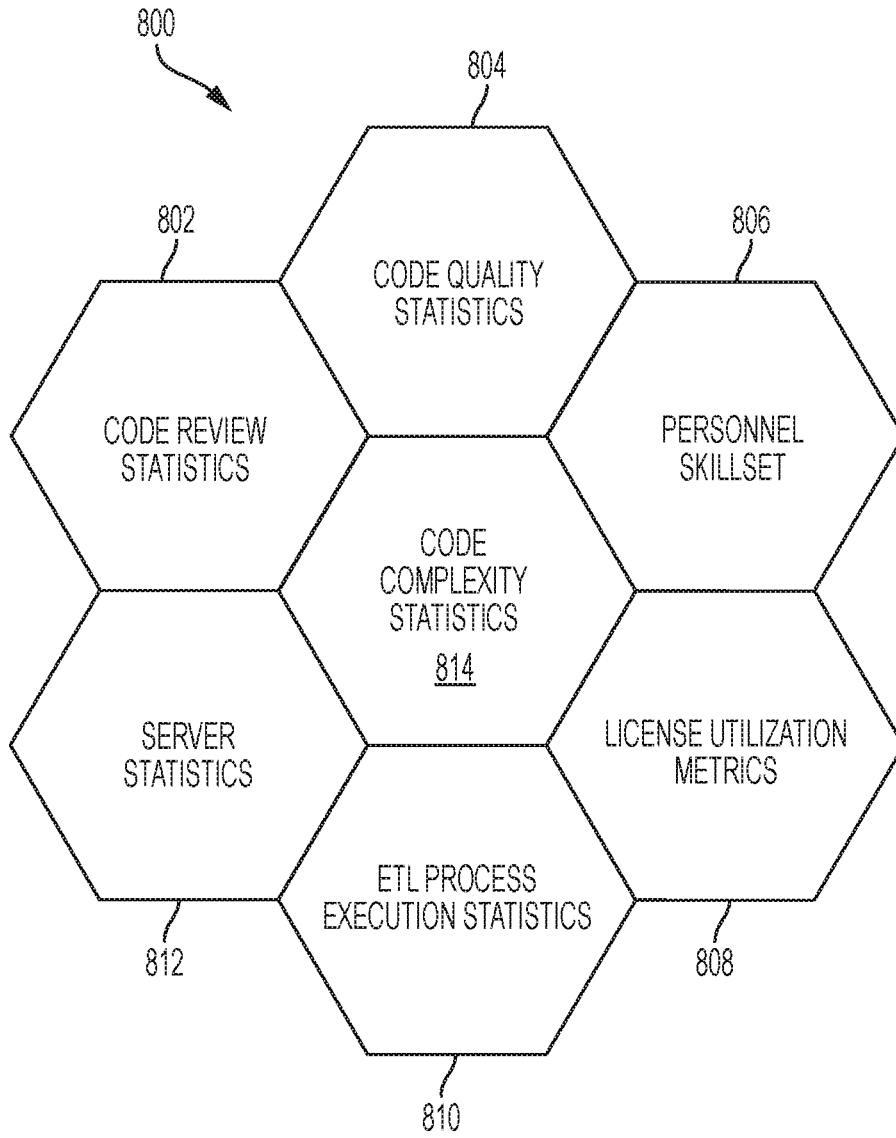 800
804
802
806
CODE QUALITY
STATISTICS
CODE REVIEW
STATISTICS
PERSONNEL
SKILLSET
CODE
COMPLEXITY
STATISTICS
814
SERVER
STATISTICS
LICENSE UTILIZATION
METRICS
ETL PROCESS
EXECUTION STATISTICS
812
808
810